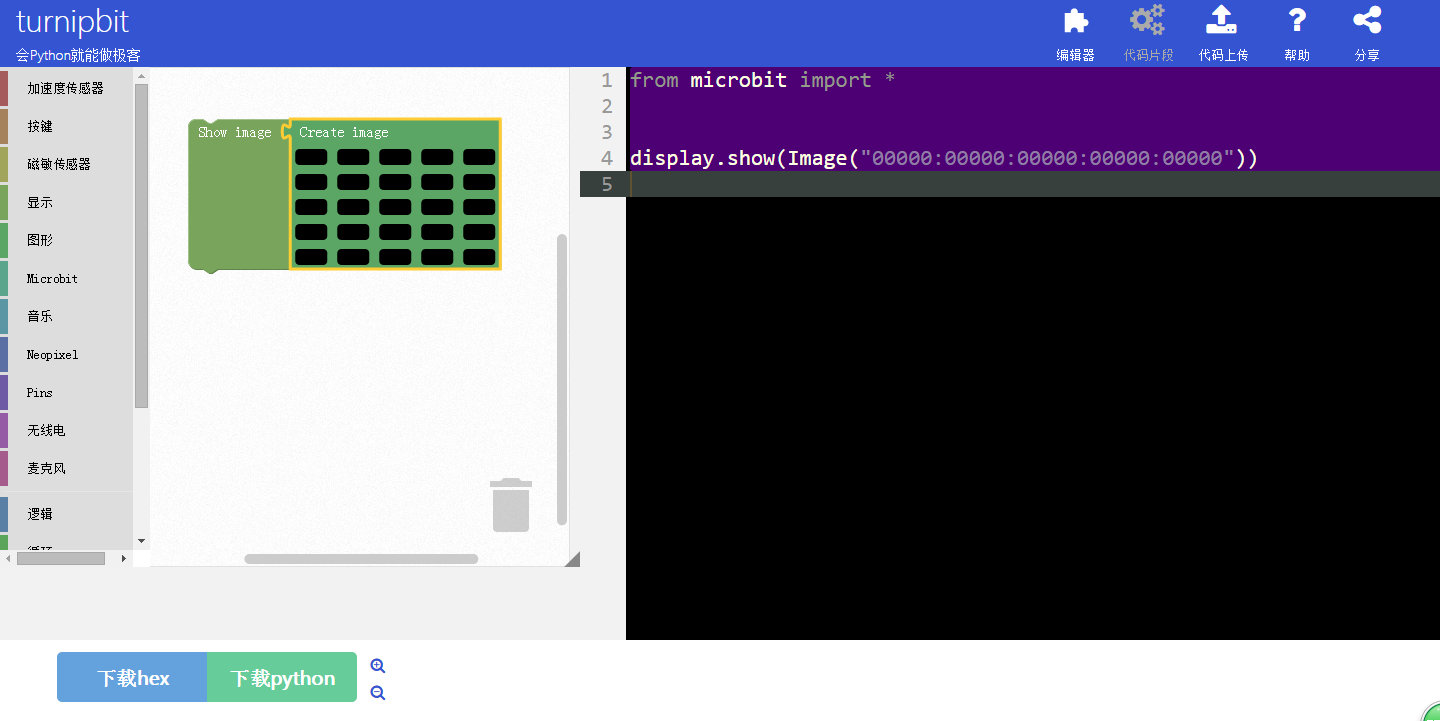 turnipbit
会Python就能做极客
编辑器
代码片段
代码上传
帮助
分享
加速度传感器
按键
磁敏传感器
显示
图形
Microbit
音乐
Neopixel
Pins
无线电
麦克风
逻辑
循环
Show image
Create image
1 from microbit import *
2
3
4 display.show(Image("00000:00000:00000:00000:00000"))
5
下载hex
下载python